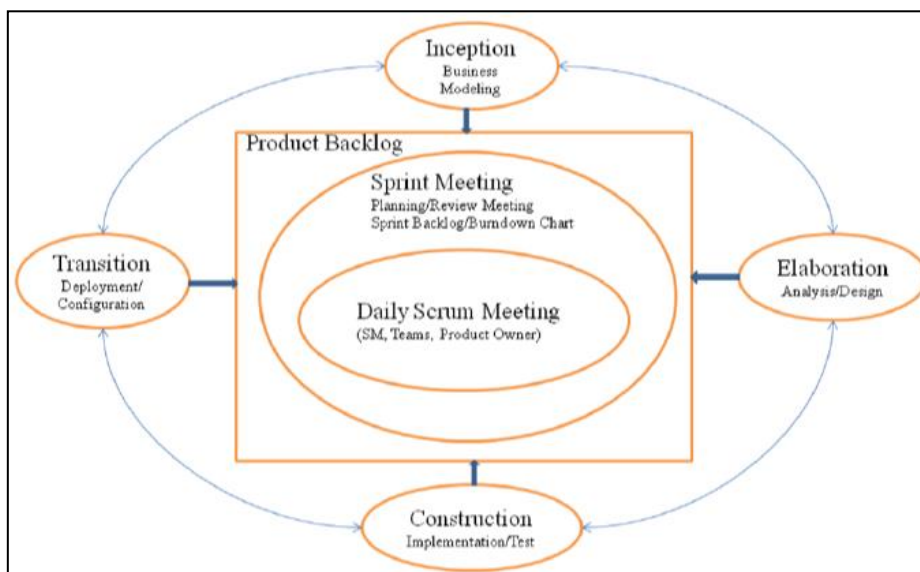 Inception
Business
Modeling
Product Backlog
Sprint Meeting
Planning/Review Meeting
Sprint Backlog/Burndown Chart
Transition
Deployment/
Configuration
Elaboration
Analysis/Design
Daily Scrum Meeting
(SM, Teams, Product Owner)
Construction
Implementation/Test